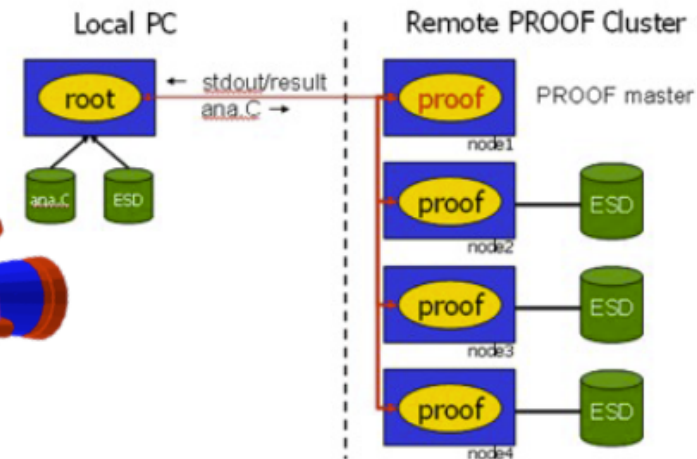 Local PC
Remote PROOF Cluster
root
← stdout/result
ana.C →
proof
PROOF master
node1
ana.C
ESD
proof
ESD
node2
proof
ESD
node3
proof
ESD
node4